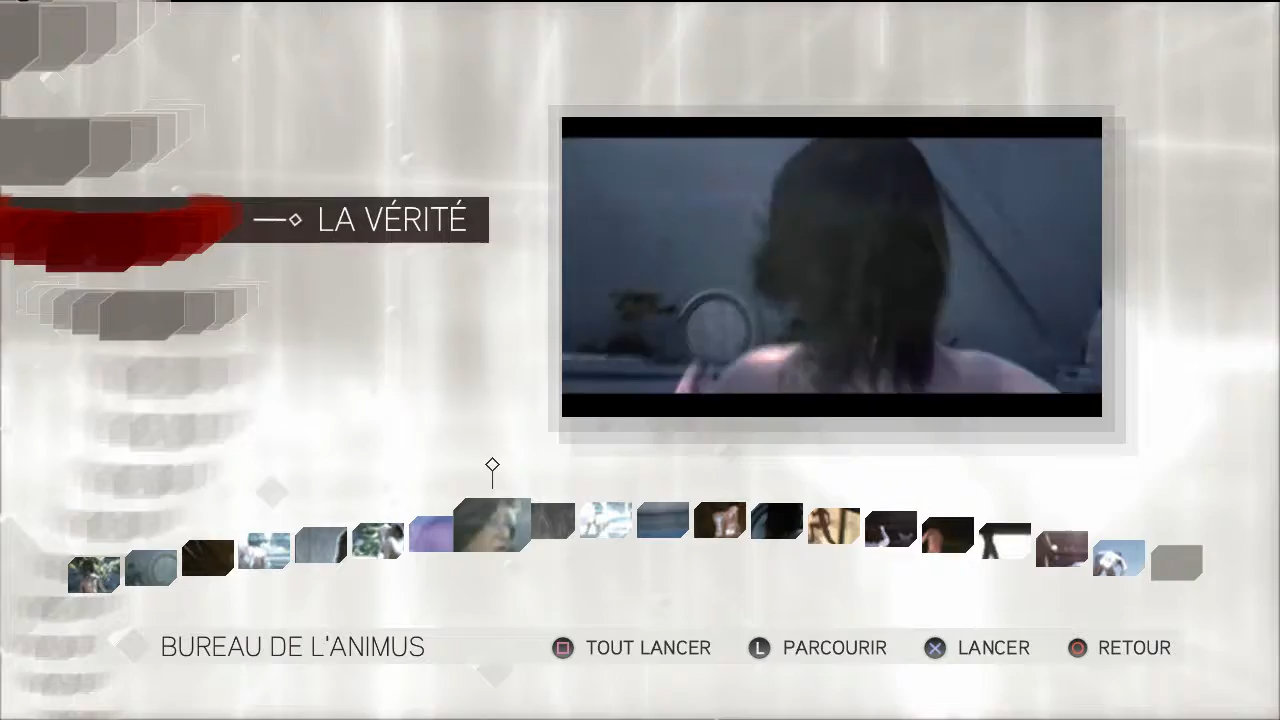 LA VÉRITÉ
BUREAU DE L'ANIMUS
TOUT LANCER
L PARCOURIR
LANCER
RETOUR